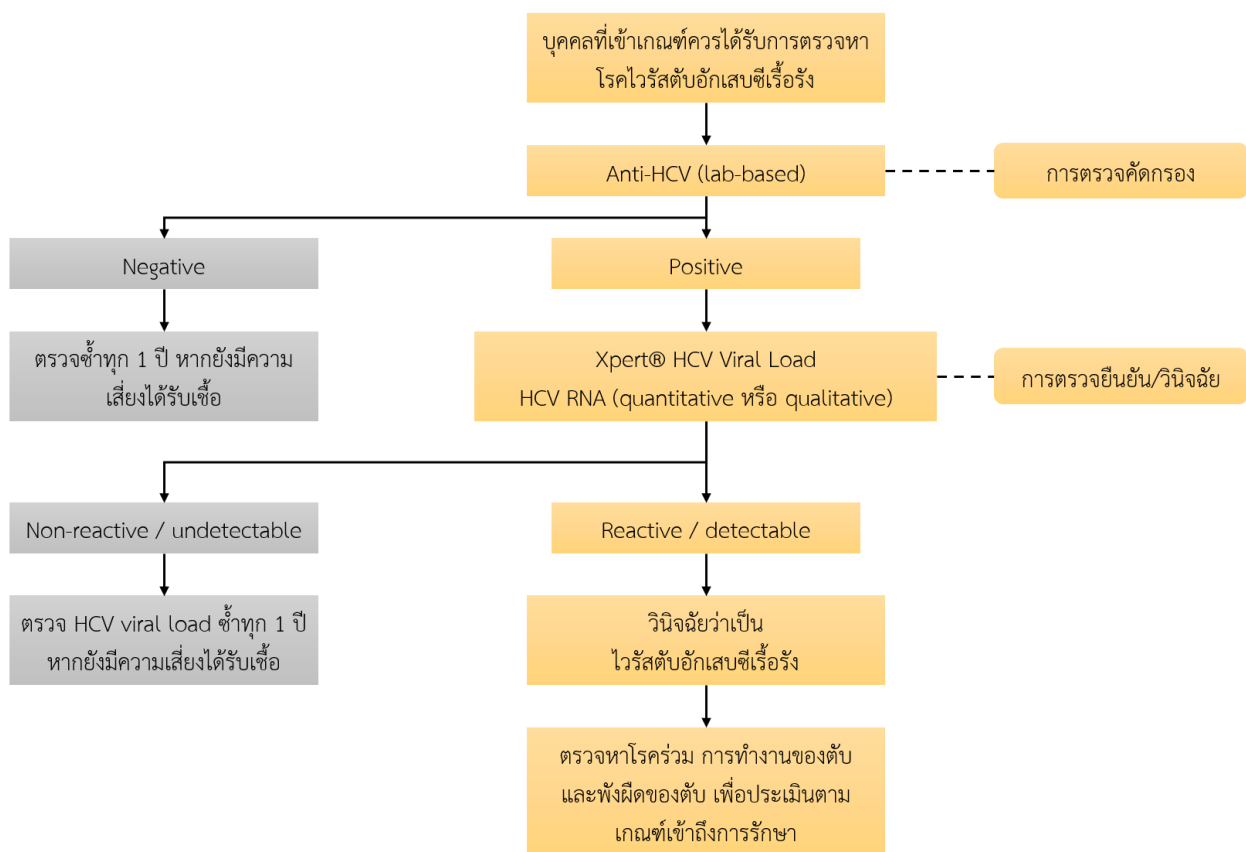 บุคคลที่เข้าเกณฑ์ควรได้รับการตรวจหา
โรคไวรัสตับอักเสบซีเรื้อรัง
Anti-HCV (lab-based)
การตรวจคัดกรอง
Negative
Positive
ตรวจซ้ำทุก 1 ปี หากยังมีความ
เสี่ยงได้รับเชื้อ
Xpert® HCV Viral Load
HCV RNA (quantitative หรือ qualitative)
การตรวจยืนยัน/วินิจฉัย
Non-reactive / undetectable
Reactive / detectable
ตรวจ HCV viral load ซ้ำทุก 1 ปี
หากยังมีความเสี่ยงได้รับเชื้อ
วินิจฉัยว่าเป็น
ไวรัสตับอักเสบซีเรื้อรัง
ตรวจหาโรคร่วม การทำงานของตับ
และพังผืดของตับ เพื่อประเมินตาม
เกณฑ์เข้าถึงการรักษา